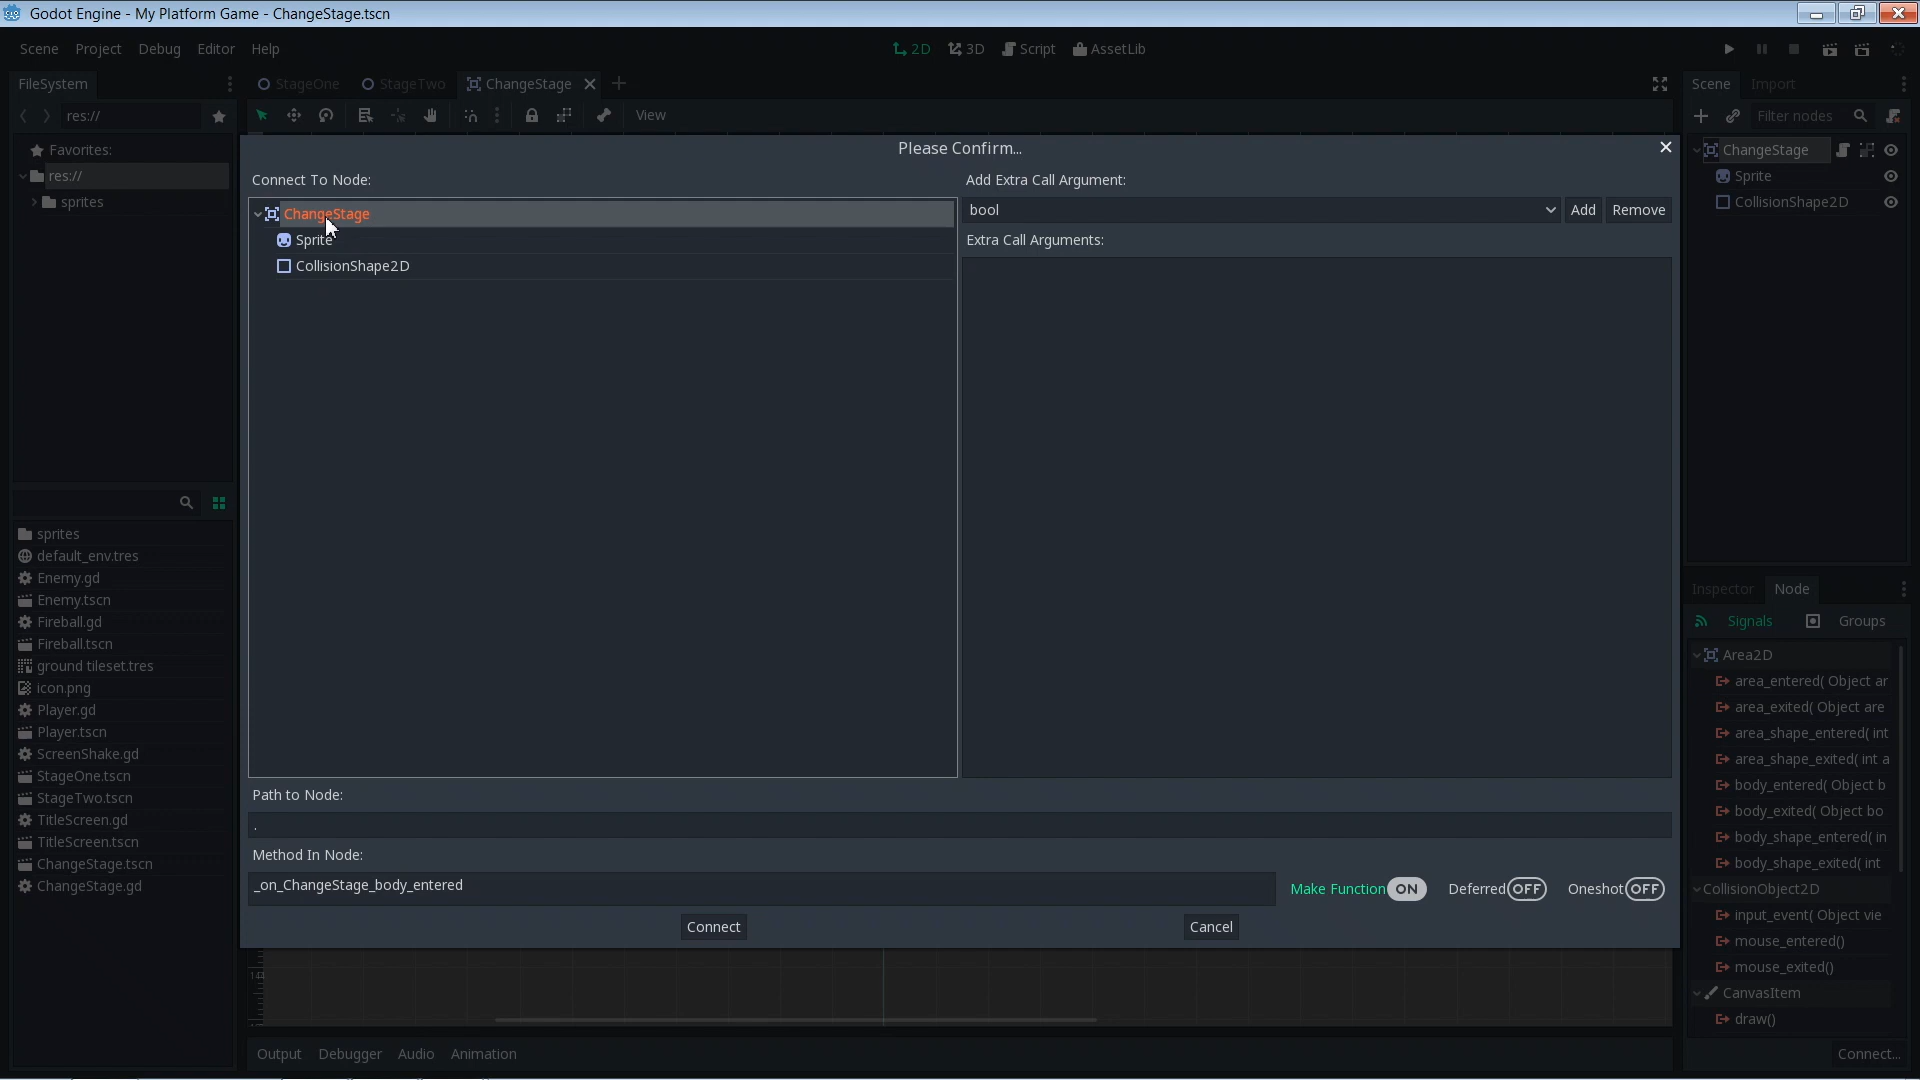 Godot Engine - My Platform Game - ChangeStage.tscn
Scene Project Debug Editor Help
2D 3D Script AssetLib
FileSystem
StageOne StageTwo ChangeStage
Scene Import
res://
View
Filter nodes
Favorites:
res://
sprites
sprites
default_env.tres
Enemy.gd
Enemy.tscn
Fireball.gd
Fireball.tscn
ground tileset.tres
icon.png
Player.gd
Player.tscn
ScreenShake.gd
StageOne.tscn
StageTwo.tscn
TitleScreen.gd
TitleScreen.tscn
ChangeStage.tscn
ChangeStage.gd
Please Confirm...
Connect To Node:
ChangeStage
Sprite
CollisionShape2D
Add Extra Call Argument:
bool Add Remove
Extra Call Arguments:
Path to Node:
.
Method In Node:
_on_ChangeStage_body_entered
Make Function ON Deferred OFF Oneshot OFF
Connect Cancel
ChangeStage
Sprite
CollisionShape2D
Inspector Node
Signals Groups
Area2D
area_entered( Object ar
area_exited( Object are
area_shape_entered( int
area_shape_exited( int a
body_entered( Object b
body_exited( Object bo
body_shape_entered( in
body_shape_exited( int
CollisionObject2D
input_event( Object vie
mouse_entered()
mouse_exited()
CanvasItem
draw()
Connect...
Output Debugger Audio Animation